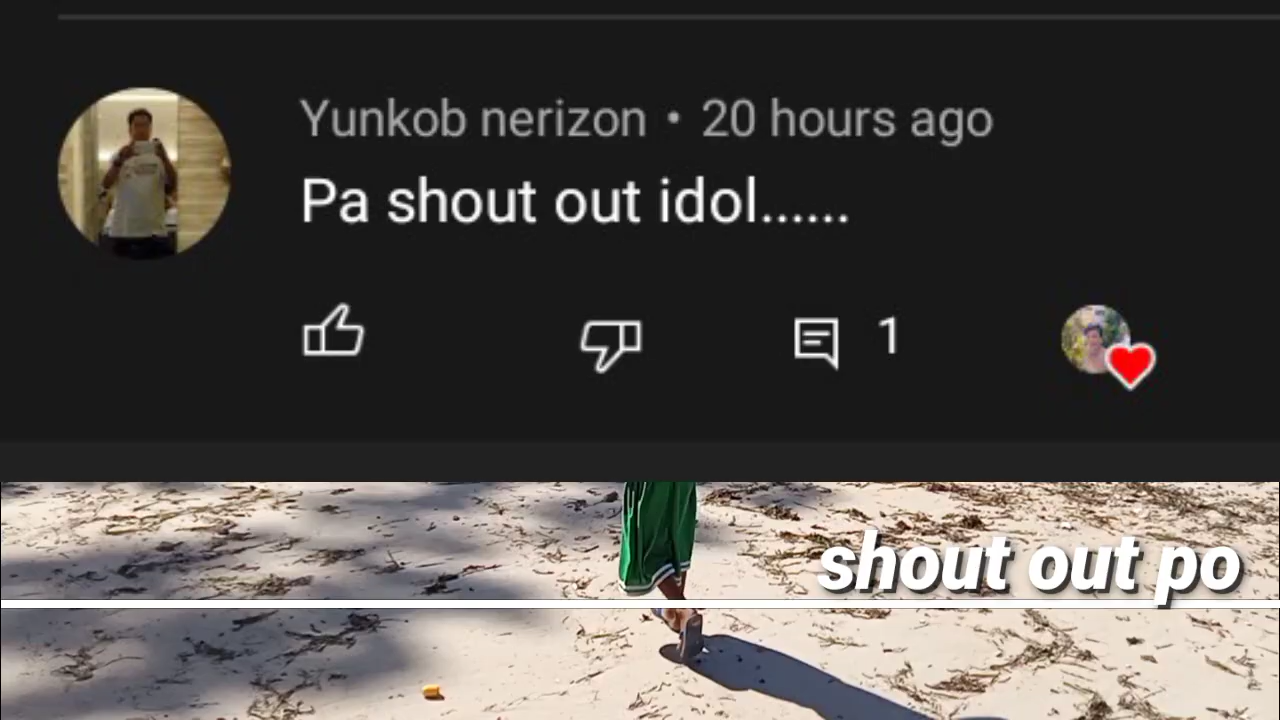 Yunkob nerizon • 20 hours ago
Pa shout out idol......
1
shout out po